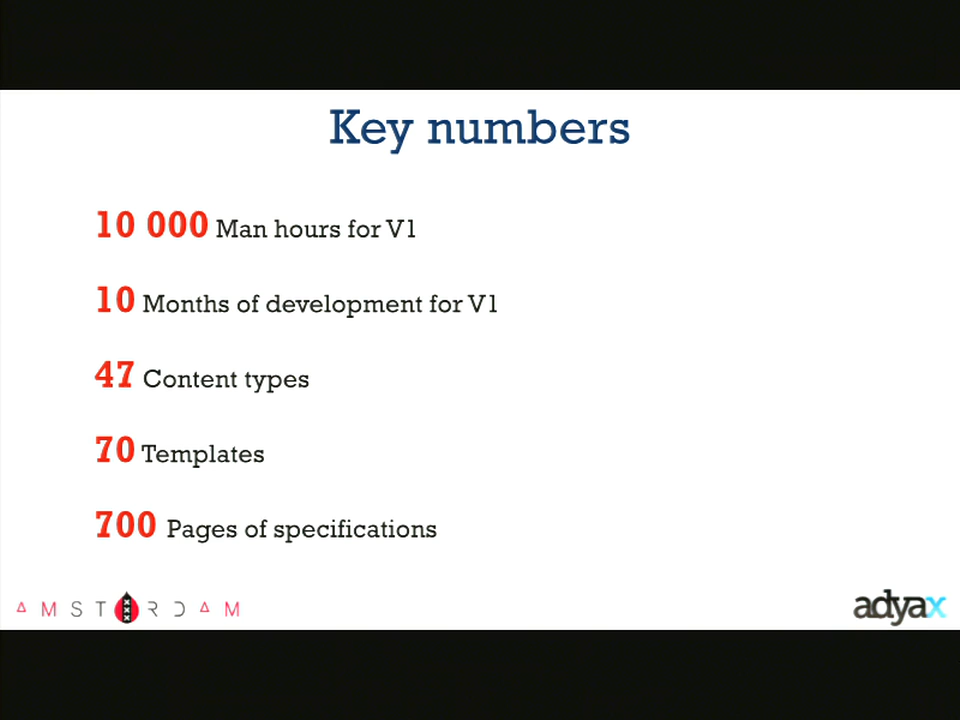 Key numbers
10 000 Man hours for V1
10 Months of development for V1
47 Content types
70 Templates
700 Pages of specifications
AMSTERDAM
adyax